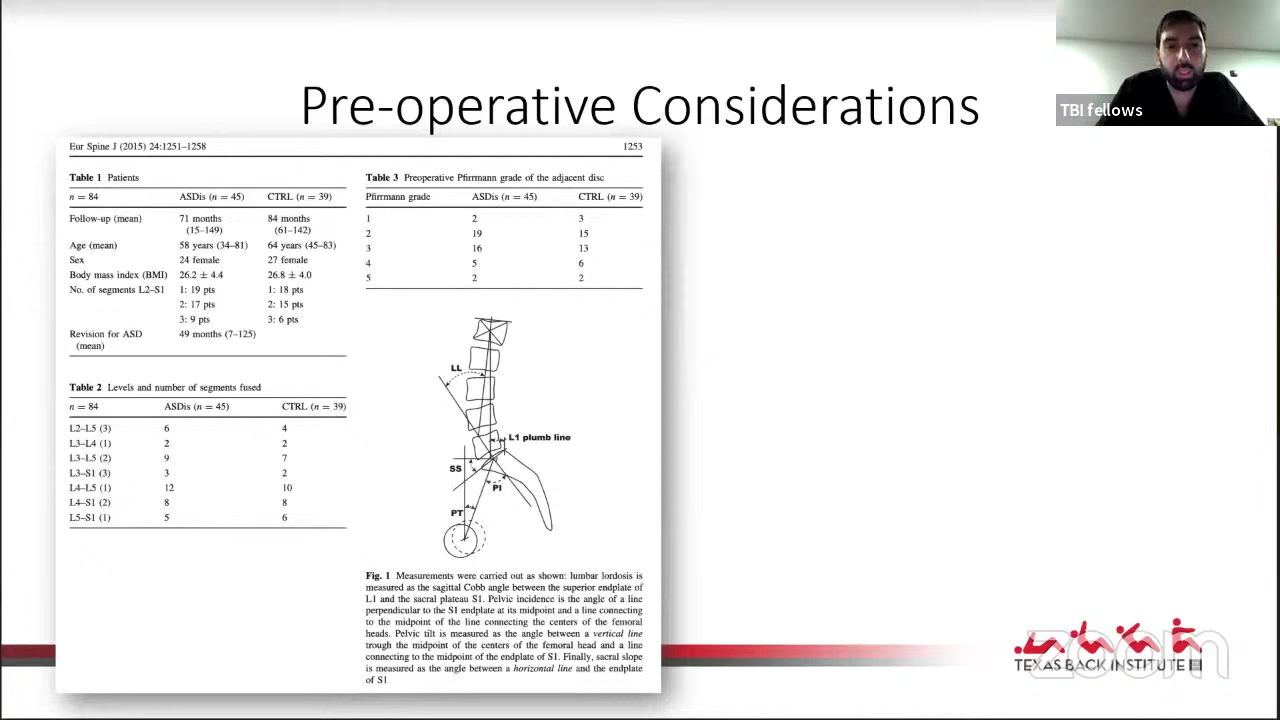 Pre-operative Considerations
TBI fellows
Eur Spine J (2015) 24:1251–1258 1253
Table 1 Patients
n = 84 ASDis (n = 45) CTRL (n = 39)
Follow-up (mean) 71 months 84 months
(15–149) (61–142)
Age (mean) 58 years (34–81) 64 years (45–83)
Sex 24 female 27 female
Body mass index (BMI) 26.2 ± 4.4 26.8 ± 4.0
No. of segments L2–S1 1: 19 pts 1: 18 pts
2: 17 pts 2: 15 pts
3: 9 pts 3: 6 pts
Revision for ASD 49 months (7–125)
(mean)
Table 2 Levels and number of segments fused
n = 84 ASDis (n = 45) CTRL (n = 39)
L2–L5 (3) 6 4
L3–L4 (1) 2 2
L3–L5 (2) 9 7
L3–S1 (3) 3 2
L4–L5 (1) 12 10
L4–S1 (2) 8 8
L5–S1 (1) 5 6
Table 3 Preoperative Pfirrmann grade of the adjacent disc
Pfirrmann grade ASDis (n = 45) CTRL (n = 39)
1 2 3
2 19 15
3 16 13
4 5 6
5 2 2
LL
L1 plumb line
SS
PI
PT
Fig. 1 Measurements were carried out as shown: lumbar lordosis is
measured as the sagittal Cobb angle between the superior endplate of
L1 and the sacral plateau S1. Pelvic incidence is the angle of a line
perpendicular to the S1 endplate at its midpoint and a line connecting
to the midpoint of the line connecting the centers of the femoral
heads. Pelvic tilt is measured as the angle between a vertical line
trough the midpoint of the centers of the femoral head and a line
connecting to the midpoint of the endplate of S1. Finally, sacral slope
is measured as the angle between a horizontal line and the endplate
of S1
zoom
TEXAS BACK INSTITUTE